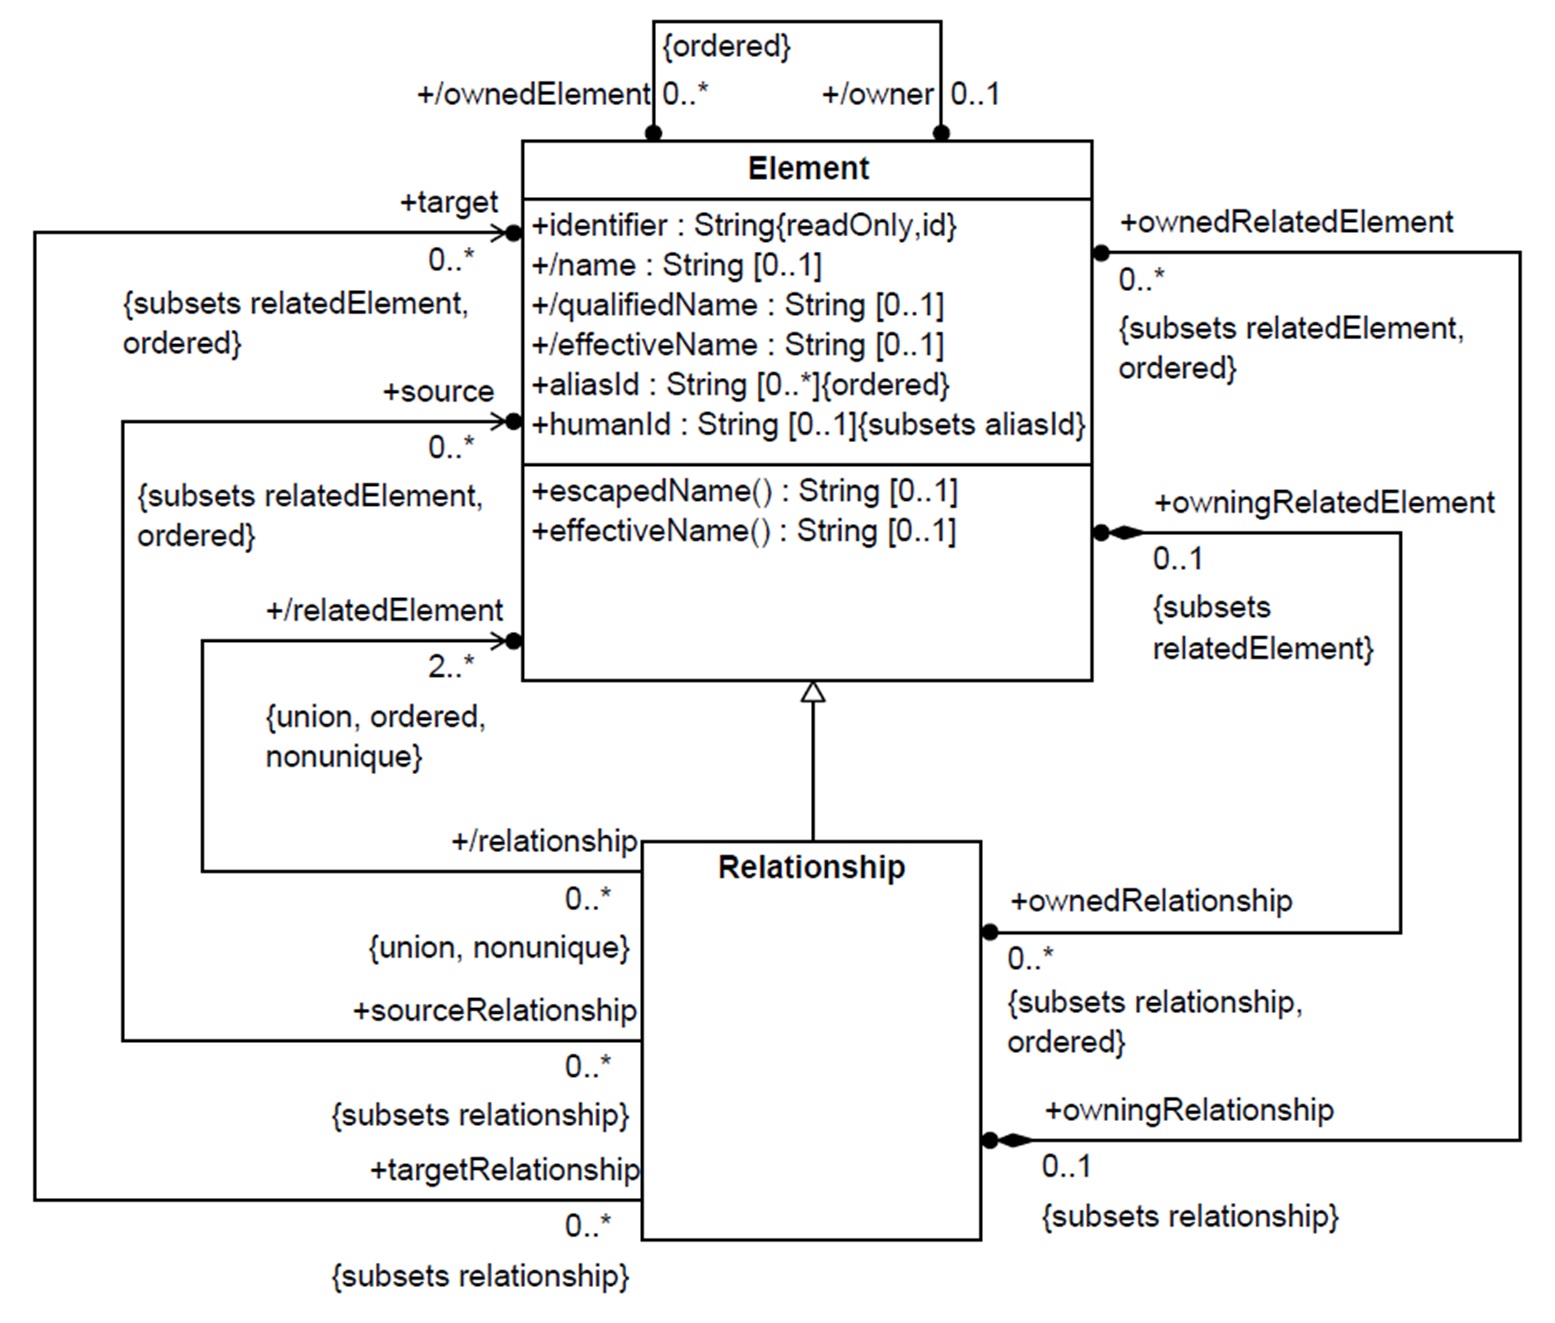 {ordered}
+/ownedElement
0..*
+/owner
0..1
Element
+target
0..*
{subsets relatedElement,
ordered}
+source
0..*
{subsets relatedElement,
ordered}
+/relatedElement
2..*
{union, ordered,
nonunique}
+identifier : String{readOnly,id}
+/name : String [0..1]
+/qualifiedName : String [0..1]
+/effectiveName : String [0..1]
+aliasId : String [0..*]{ordered}
+humanId : String [0..1]{subsets aliasId}
+escapedName() : String [0..1]
+effectiveName() : String [0..1]
+ownedRelatedElement
0..*
{subsets relatedElement,
ordered}
+owningRelatedElement
0..1
{subsets
relatedElement}
+/relationship
0..*
{union, nonunique}
+sourceRelationship
0..*
{subsets relationship}
+targetRelationship
0..*
{subsets relationship}
Relationship
+ownedRelationship
0..*
{subsets relationship,
ordered}
+owningRelationship
0..1
{subsets relationship}